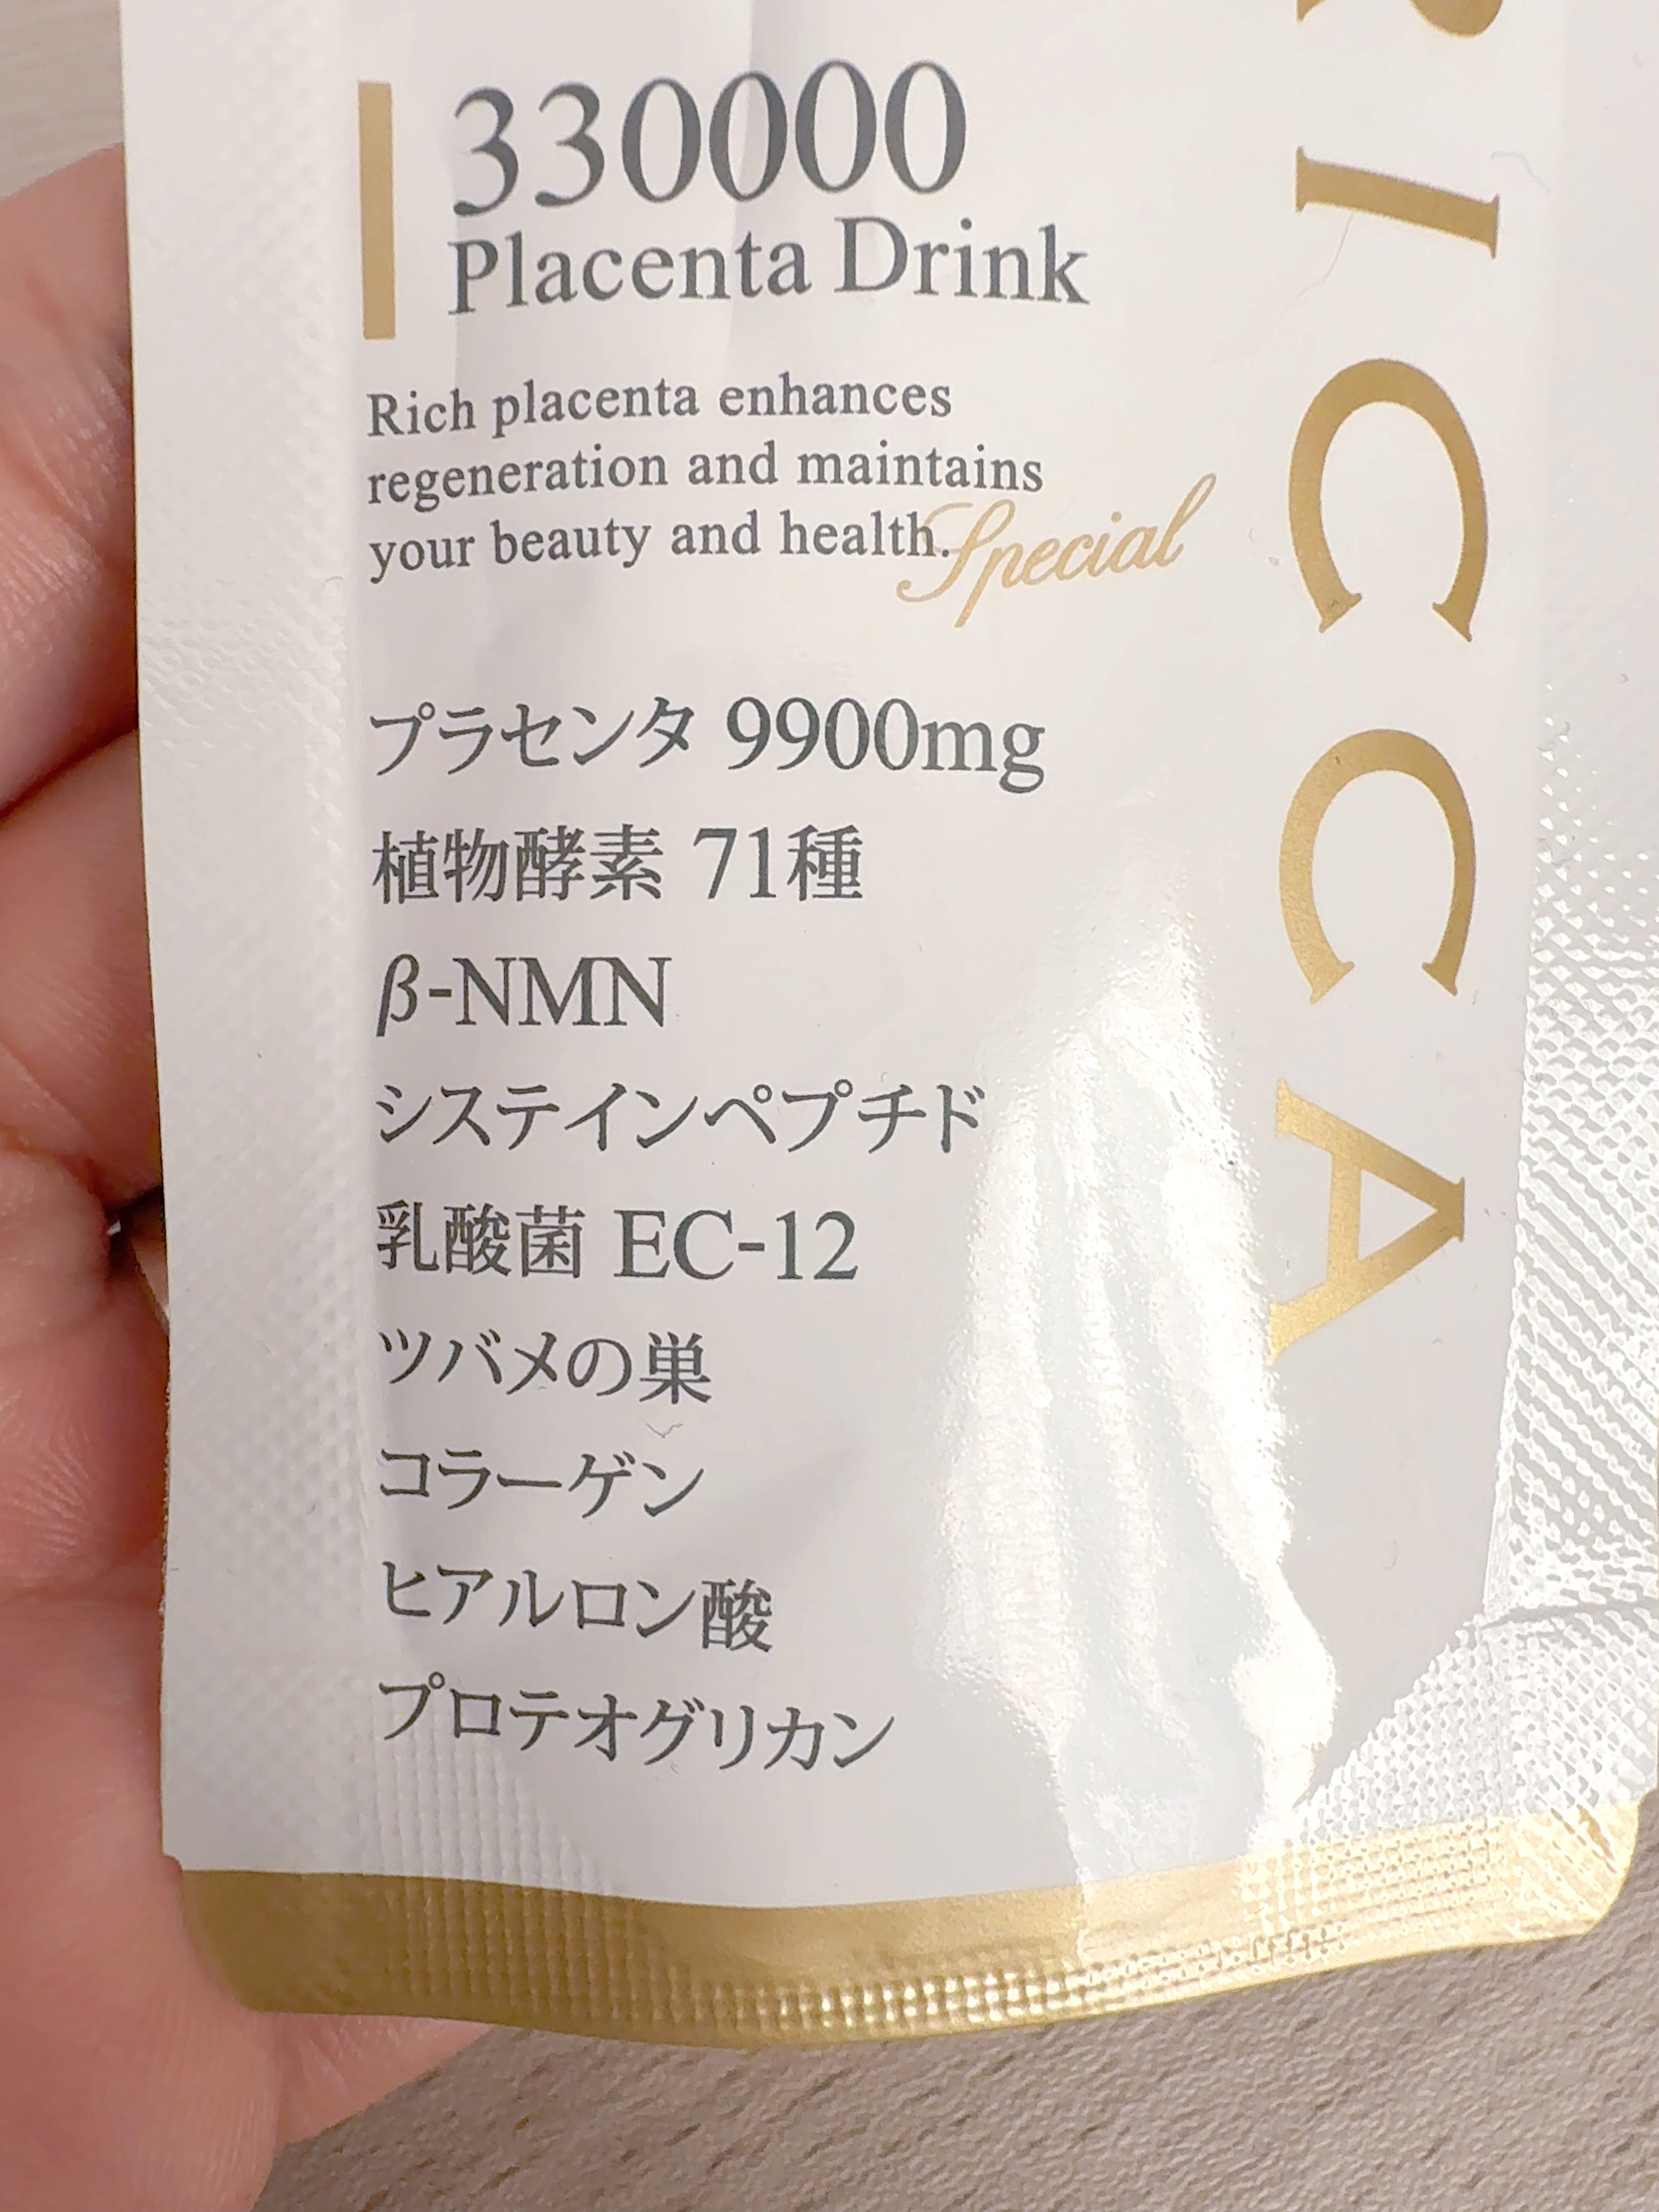 330000
Placenta Drink
Rich placenta enhances
regeneration and maintains
your beauty and health.
Special
プラセンタ 9900mg
植物酵素 71種
β-NMN
システインペプチド
乳酸菌 EC-12
ツバメの巣
コラーゲン
ヒアルロン酸
プロテオグリカン
RICCA